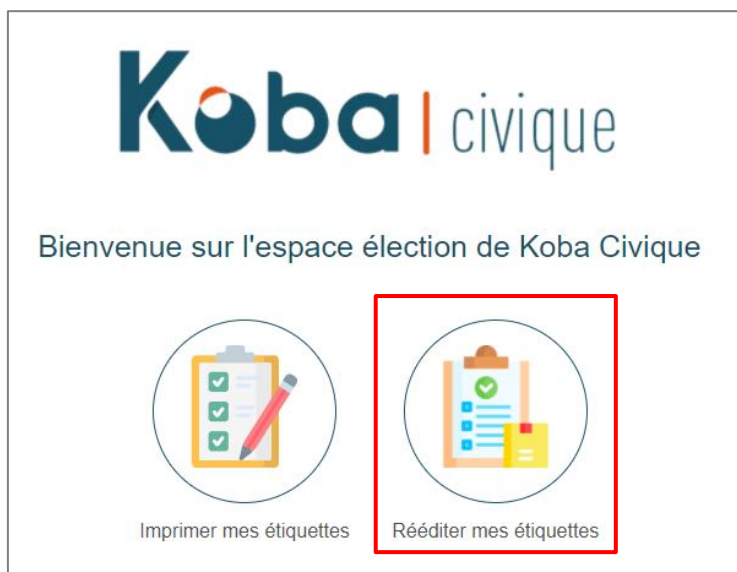 Koba | civique
Bienvenue sur l'espace élection de Koba Civique
Imprimer mes étiquettes
Rééditer mes étiquettes